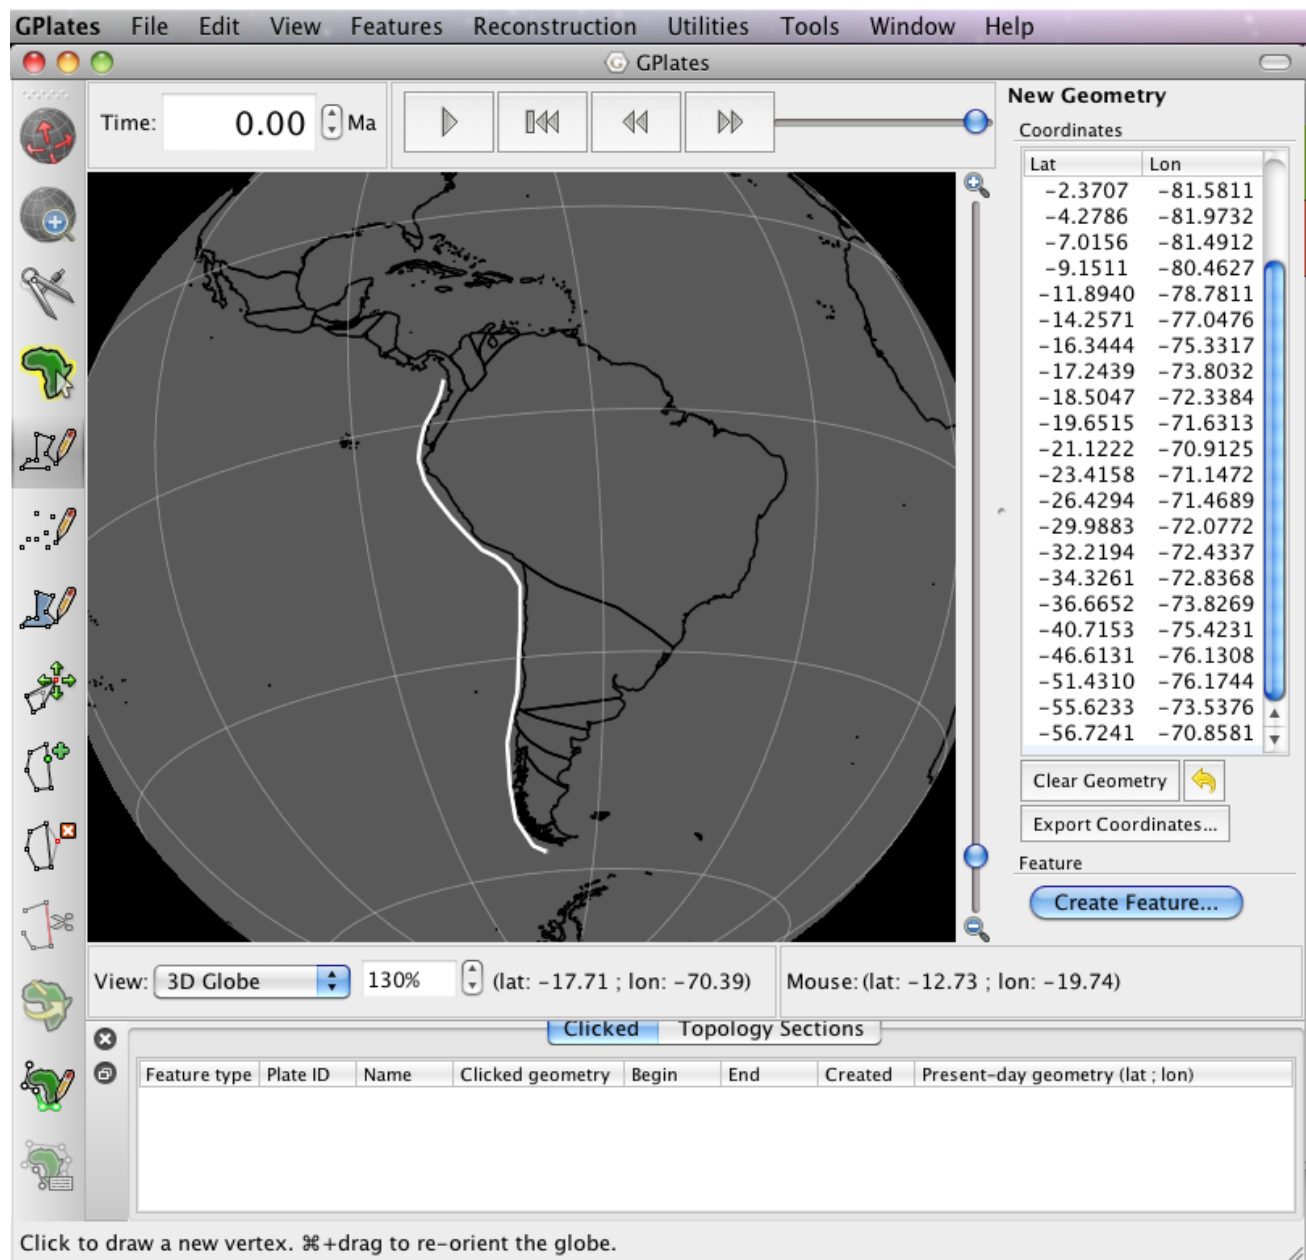 GPlates File Edit View Features Reconstruction Utilities Tools Window Help
GPlates
Time: 0.00 Ma
New Geometry
Coordinates
Lat Lon
-2.3707 -81.5811
-4.2786 -81.9732
-7.0156 -81.4912
-9.1511 -80.4627
-11.8940 -78.7811
-14.2571 -77.0476
-16.3444 -75.3317
-17.2439 -73.8032
-18.5047 -72.3384
-19.6515 -71.6313
-21.1222 -70.9125
-23.4158 -71.1472
-26.4294 -71.4689
-29.9883 -72.0772
-32.2194 -72.4337
-34.3261 -72.8368
-36.6652 -73.8269
-40.7153 -75.4231
-46.6131 -76.1308
-51.4310 -76.1744
-55.6233 -73.5376
-56.7241 -70.8581
Clear Geometry
Export Coordinates...
Feature
Create Feature...
View: 3D Globe 130% (lat: -17.71 ; lon: -70.39) Mouse: (lat: -12.73 ; lon: -19.74)
Clicked Topology Sections
Feature type Plate ID Name Clicked geometry Begin End Created Present-day geometry (lat ; lon)
Click to draw a new vertex. ⌘+drag to re-orient the globe.